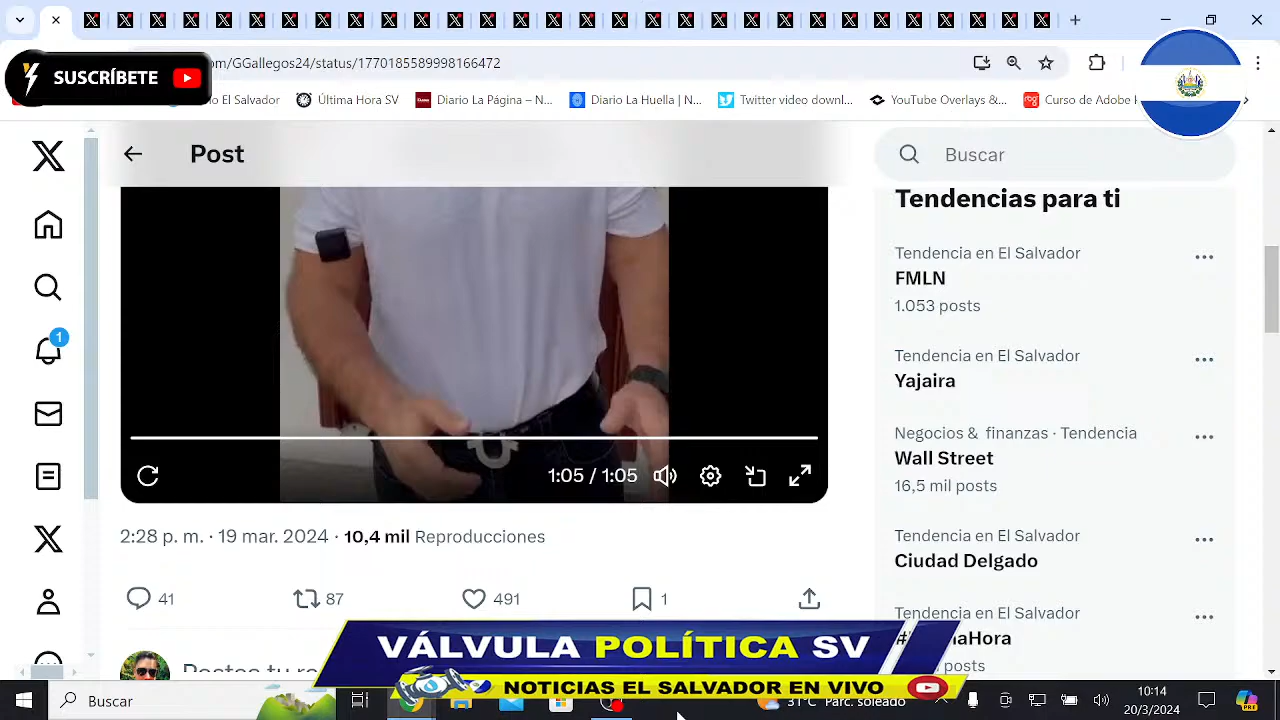 SUSCRÍBETE
om/GGallegos24/status/1770185589998166472
o El Salvador
Última Hora SV
Diario La Página – N...
Diario La Huella | N...
Twitter video downl...
YouTube Overlays &...
Curso de Adobe
Post
Buscar
Tendencias para ti
Tendencia en El Salvador
FMLN
1.053 posts
1
Tendencia en El Salvador
Yajaira
Negocios & finanzas · Tendencia
Wall Street
16,5 mil posts
1:05 / 1:05
2:28 p. m. · 19 mar. 2024 · 10,4 mil Reproducciones
Tendencia en El Salvador
Ciudad Delgado
41
87
491
1
Tendencia en El Salvador
posts
VÁLVULA POLÍTICA SV
NOTICIAS EL SALVADOR EN VIVO
Buscar
31°C Parc. soleado
10:14
20/3/2024
PRE